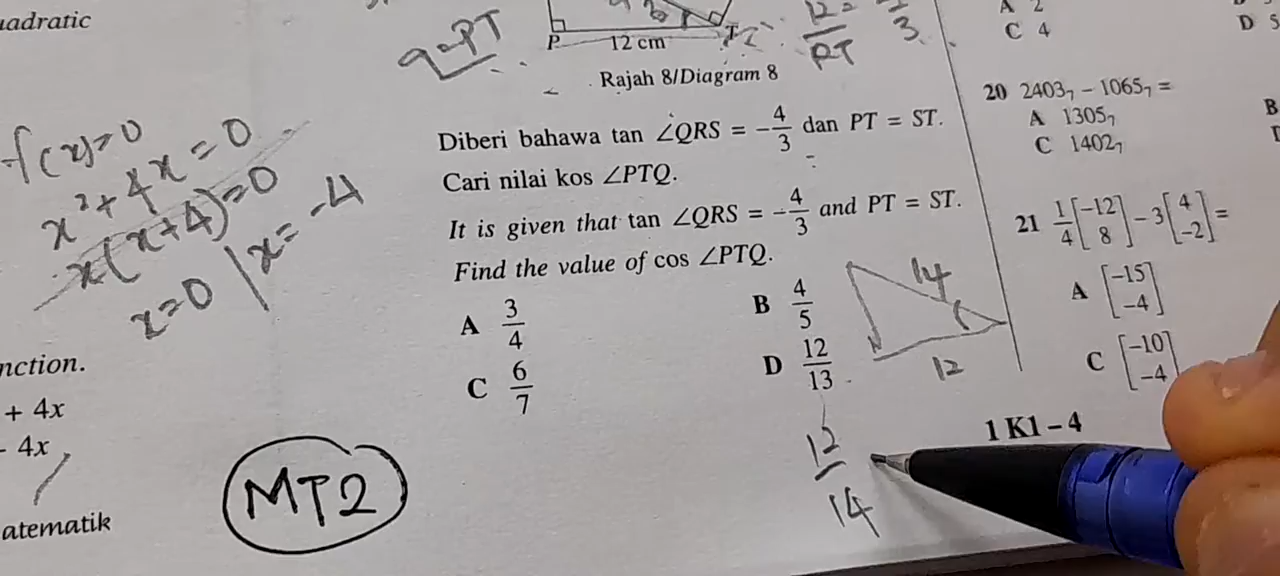 uadratic
f(x)=0
x²+4x=0
x(x+4)=0
x=0 | x=-4
nction.
+ 4x
- 4x
atematik
MT2
q=PT
P
12 cm
T
12
RT
3
Rajah 8/Diagram 8
Diberi bahawa tan ∠QRS = -4/3 dan PT = ST.
Cari nilai kos ∠PTQ.
It is given that tan ∠QRS = -4/3 and PT = ST.
Find the value of cos ∠PTQ.
A 3/4 B 4/5
C 6/7 D 12/13
14
12
12/14
A 2
C 4
D 5
20 2403₇ – 1065₇ =
A 1305₇
C 1402₇
B
21 1/4[-12 8] – 3[4 -2] =
A [-15 -4]
C [-10 -4]
1 K1 – 4